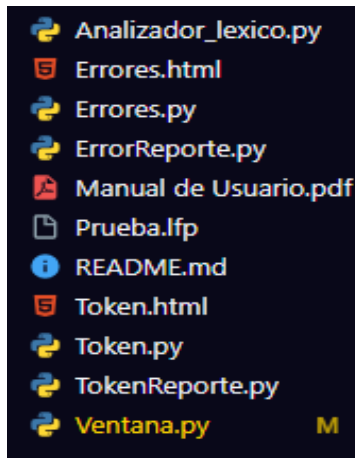 Analizador_lexico.py
Errores.html
Errores.py
ErrorReporte.py
Manual de Usuario.pdf
Prueba.lfp
README.md
Token.html
Token.py
TokenReporte.py
Ventana.py M